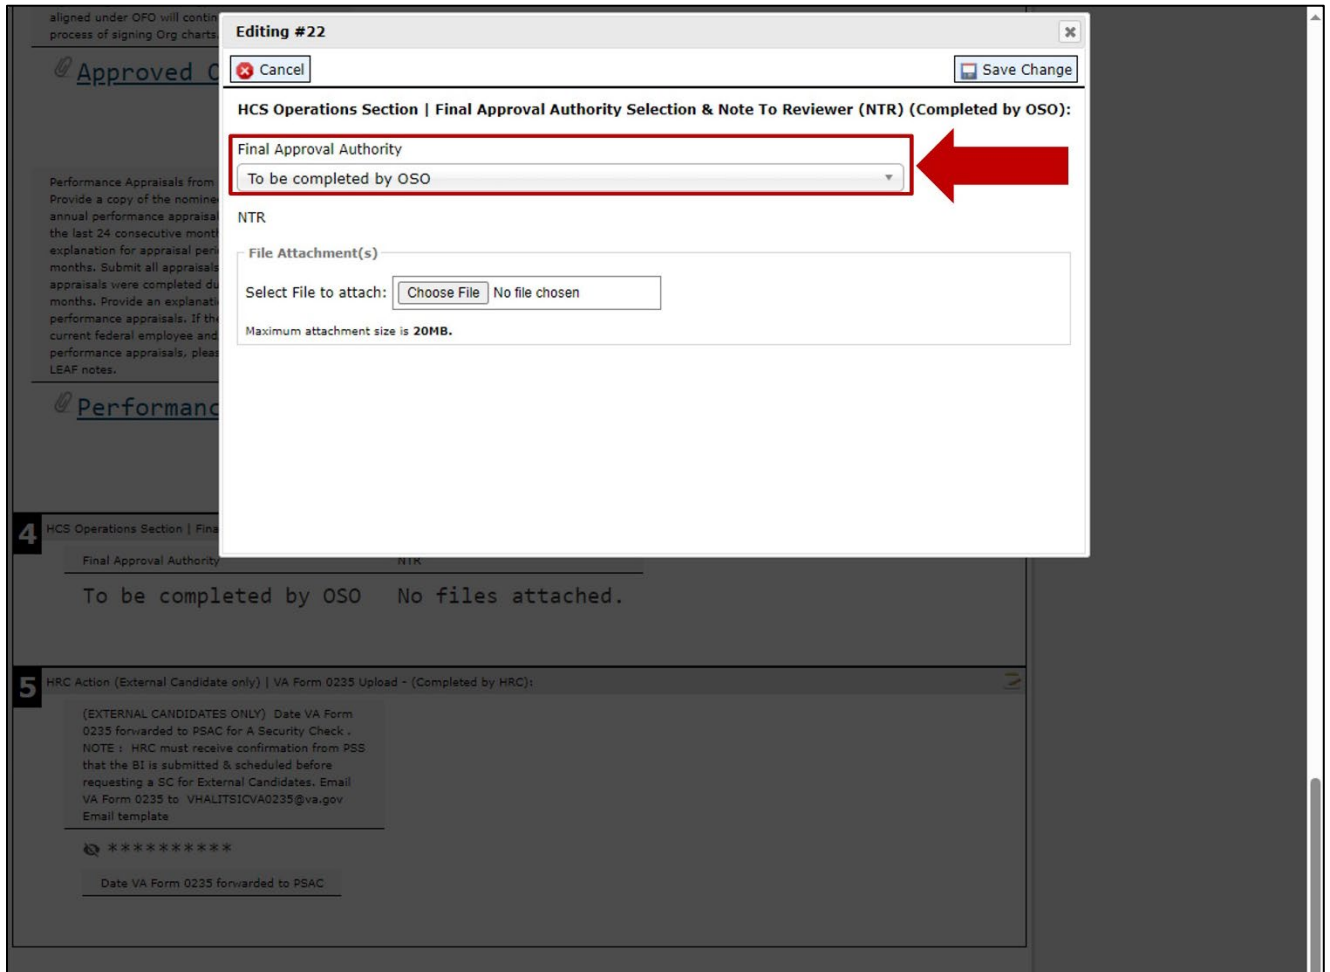 aligned under OFO will contin
process of signing Org charts
Approved C
Editing #22
Cancel
Save Change
HCS Operations Section | Final Approval Authority Selection & Note To Reviewer (NTR) (Completed by OSO):
Final Approval Authority
To be completed by OSO
NTR
File Attachment(s)
Select File to attach: Choose File No file chosen
Maximum attachment size is 20MB.
Performance Appraisals from
Provide a copy of the nomine
annual performance appraisal
the last 24 consecutive mont
explanation for appraisal peri
months. Submit all appraisals
appraisals were completed du
months. Provide an explanati
performance appraisals. If the
current federal employee and
performance appraisals, pleas
LEAF notes.
Performanc
4 HCS Operations Section | Fina
Final Approval Authority NTR
To be completed by OSO No files attached.
5 HRC Action (External Candidate only) | VA Form 0235 Upload - (Completed by HRC):
(EXTERNAL CANDIDATES ONLY) Date VA Form
0235 forwarded to PSAC for A Security Check .
NOTE : HRC must receive confirmation from PSS
that the BI is submitted & scheduled before
requesting a SC for External Candidates. Email
VA Form 0235 to VHALITSICVA0235@va.gov
Email template
**********
Date VA Form 0235 forwarded to PSAC